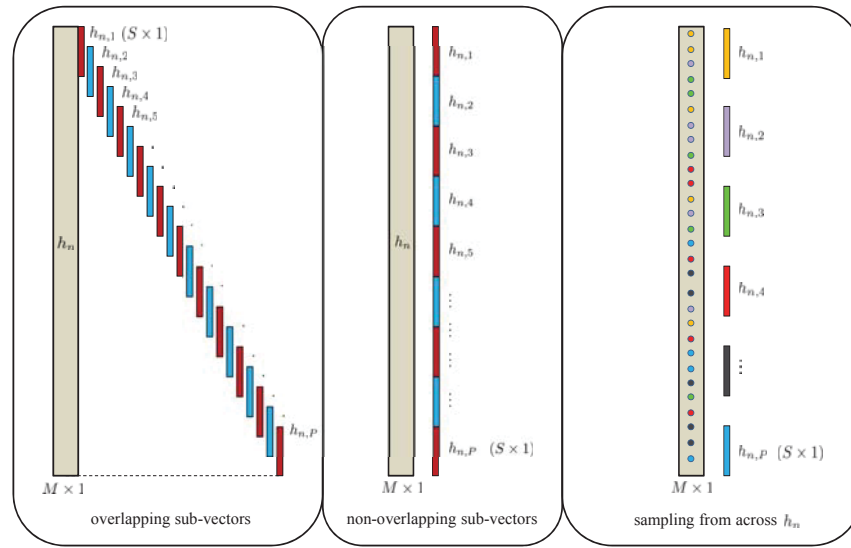 h_{n,1} (S × 1)
h_{n,2}
h_{n,3}
h_{n,4}
h_{n,5}
h_n
h_{n,P}
M × 1
overlapping sub-vectors
h_{n,1}
h_{n,2}
h_{n,3}
h_{n,4}
h_n
h_{n,5}
h_{n,P} (S × 1)
M × 1
non-overlapping sub-vectors
h_{n,1}
h_{n,2}
h_{n,3}
h_{n,4}
⋮
h_{n,P} (S × 1)
M × 1
sampling from across h_n